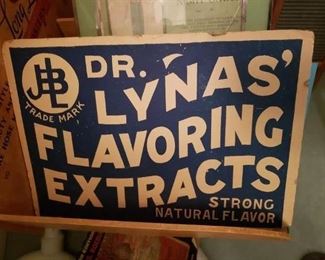 JBL
TRADE MARK
DR.
LYNAS'
FLAVORING
EXTRACTS
STRONG
NATURAL FLAVOR